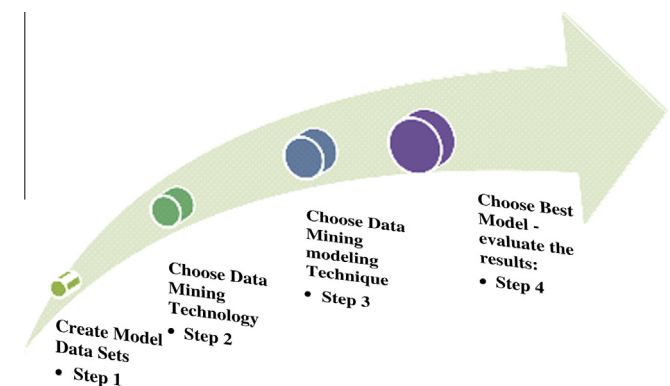 Create Model
Data Sets
• Step 1
Choose Data
Mining
Technology
• Step 2
Choose Data
Mining
modeling
Technique
• Step 3
Choose Best
Model -
evaluate the
results:
• Step 4